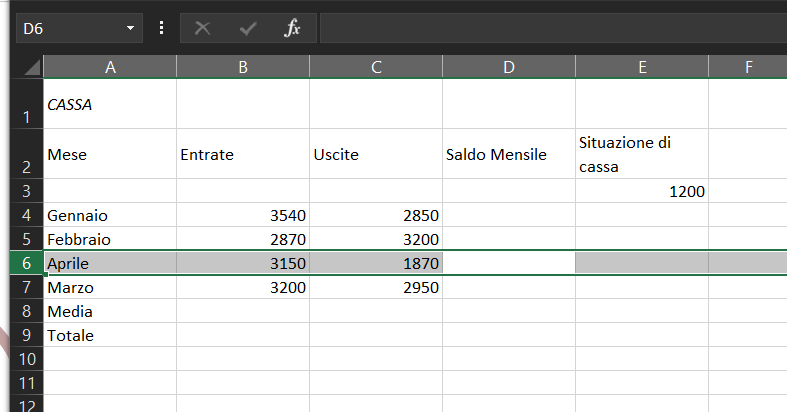 D6 fx
A B C D E F
1 CASSA
2 Mese Entrate Uscite Saldo Mensile Situazione di
cassa
3 1200
4 Gennaio 3540 2850
5 Febbraio 2870 3200
6 Aprile 3150 1870
7 Marzo 3200 2950
8 Media
9 Totale
10
11
12